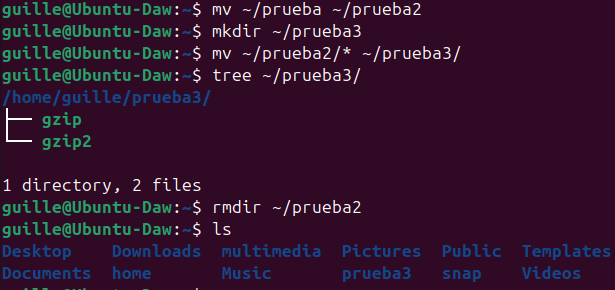 guille@Ubuntu-Daw:~$ mv ~/prueba ~/prueba2
guille@Ubuntu-Daw:~$ mkdir ~/prueba3
guille@Ubuntu-Daw:~$ mv ~/prueba2/* ~/prueba3/
guille@Ubuntu-Daw:~$ tree ~/prueba3/
/home/guille/prueba3/
├── gzip
└── gzip2

1 directory, 2 files
guille@Ubuntu-Daw:~$ rmdir ~/prueba2
guille@Ubuntu-Daw:~$ ls
Desktop    Downloads  multimedia  Pictures  Public  Templates
Documents  home       Music       prueba3   snap    Videos